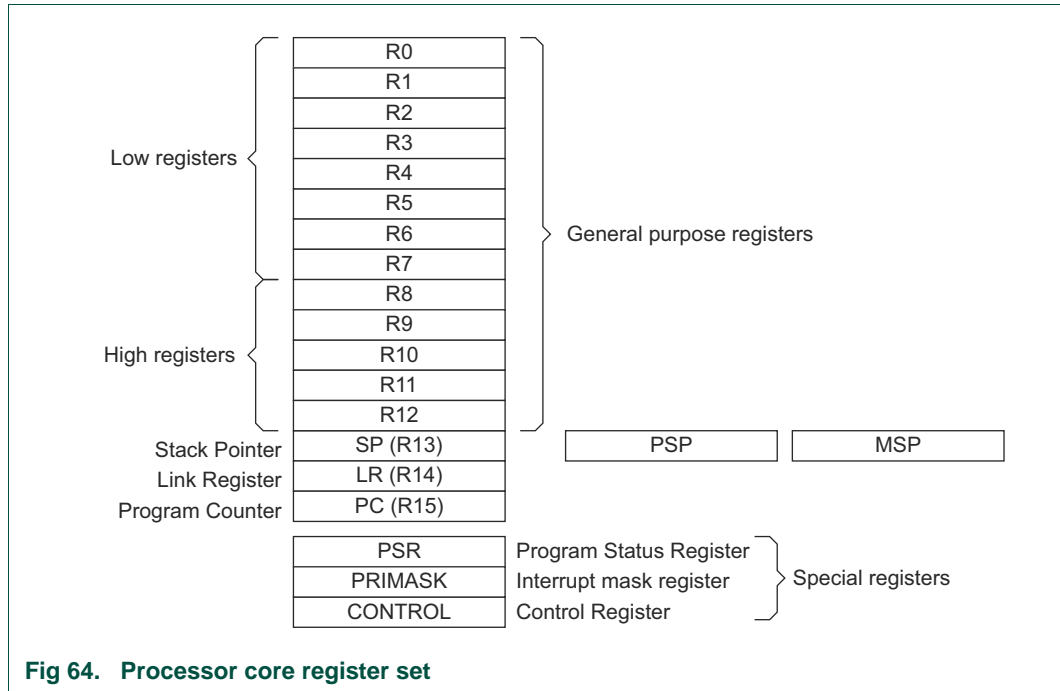 R0
R1
R2
R3
Low registers
R4
R5
R6
General purpose registers
R7
R8
R9
High registers
R10
R11
R12
Stack Pointer SP (R13) PSP MSP
Link Register LR (R14)
Program Counter PC (R15)
PSR Program Status Register
PRIMASK Interrupt mask register Special registers
CONTROL Control Register
Fig 64. Processor core register set